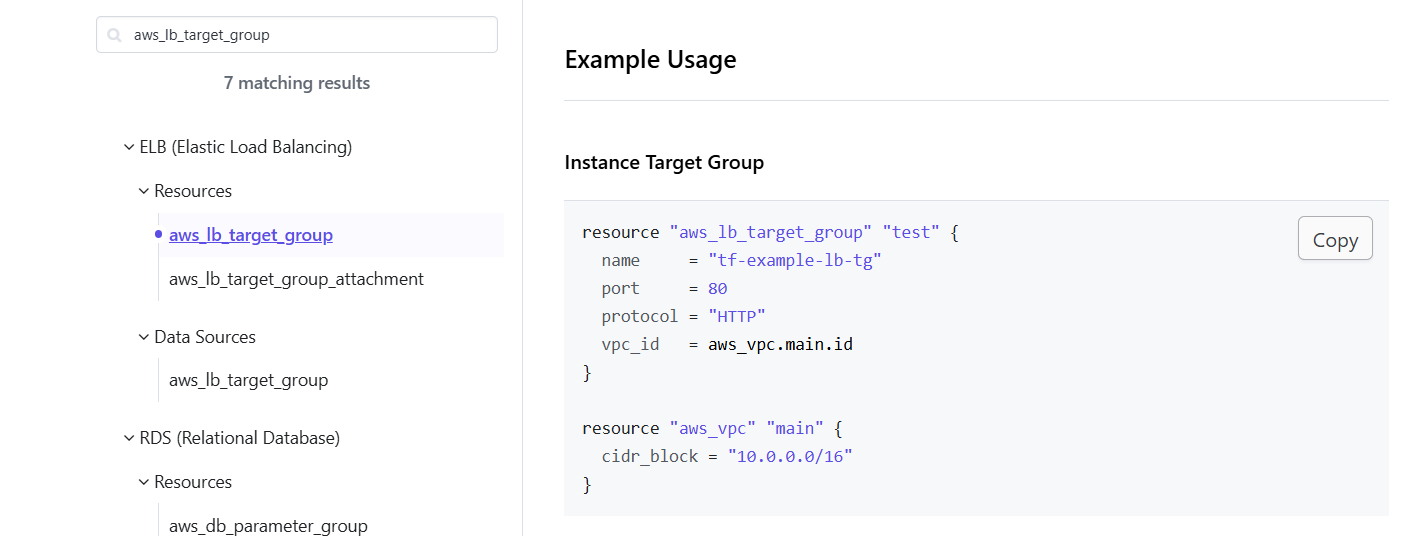 aws_lb_target_group
7 matching results
ELB (Elastic Load Balancing)
Resources
aws_lb_target_group
aws_lb_target_group_attachment
Data Sources
aws_lb_target_group
RDS (Relational Database)
Resources
aws_db_parameter_group
Example Usage
Instance Target Group
Copy
resource "aws_lb_target_group" "test" {
  name     = "tf-example-lb-tg"
  port     = 80
  protocol = "HTTP"
  vpc_id   = aws_vpc.main.id
}

resource "aws_vpc" "main" {
  cidr_block = "10.0.0.0/16"
}